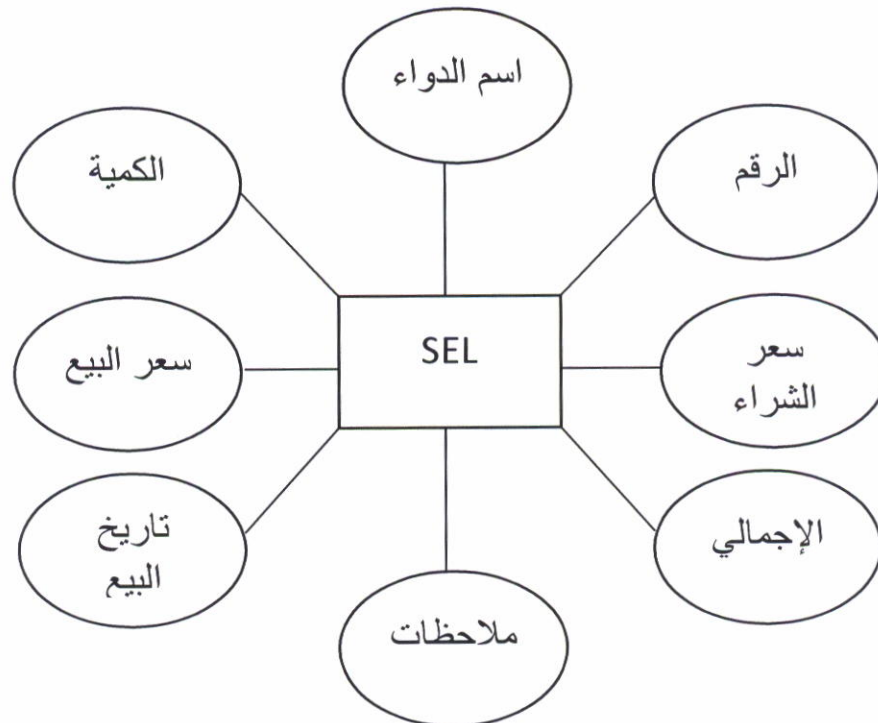 اسم الدواء
الرقم
الكمية
SEL
سعر
الشراء
سعر البيع
الإجمالي
تاريخ
البيع
ملاحظات